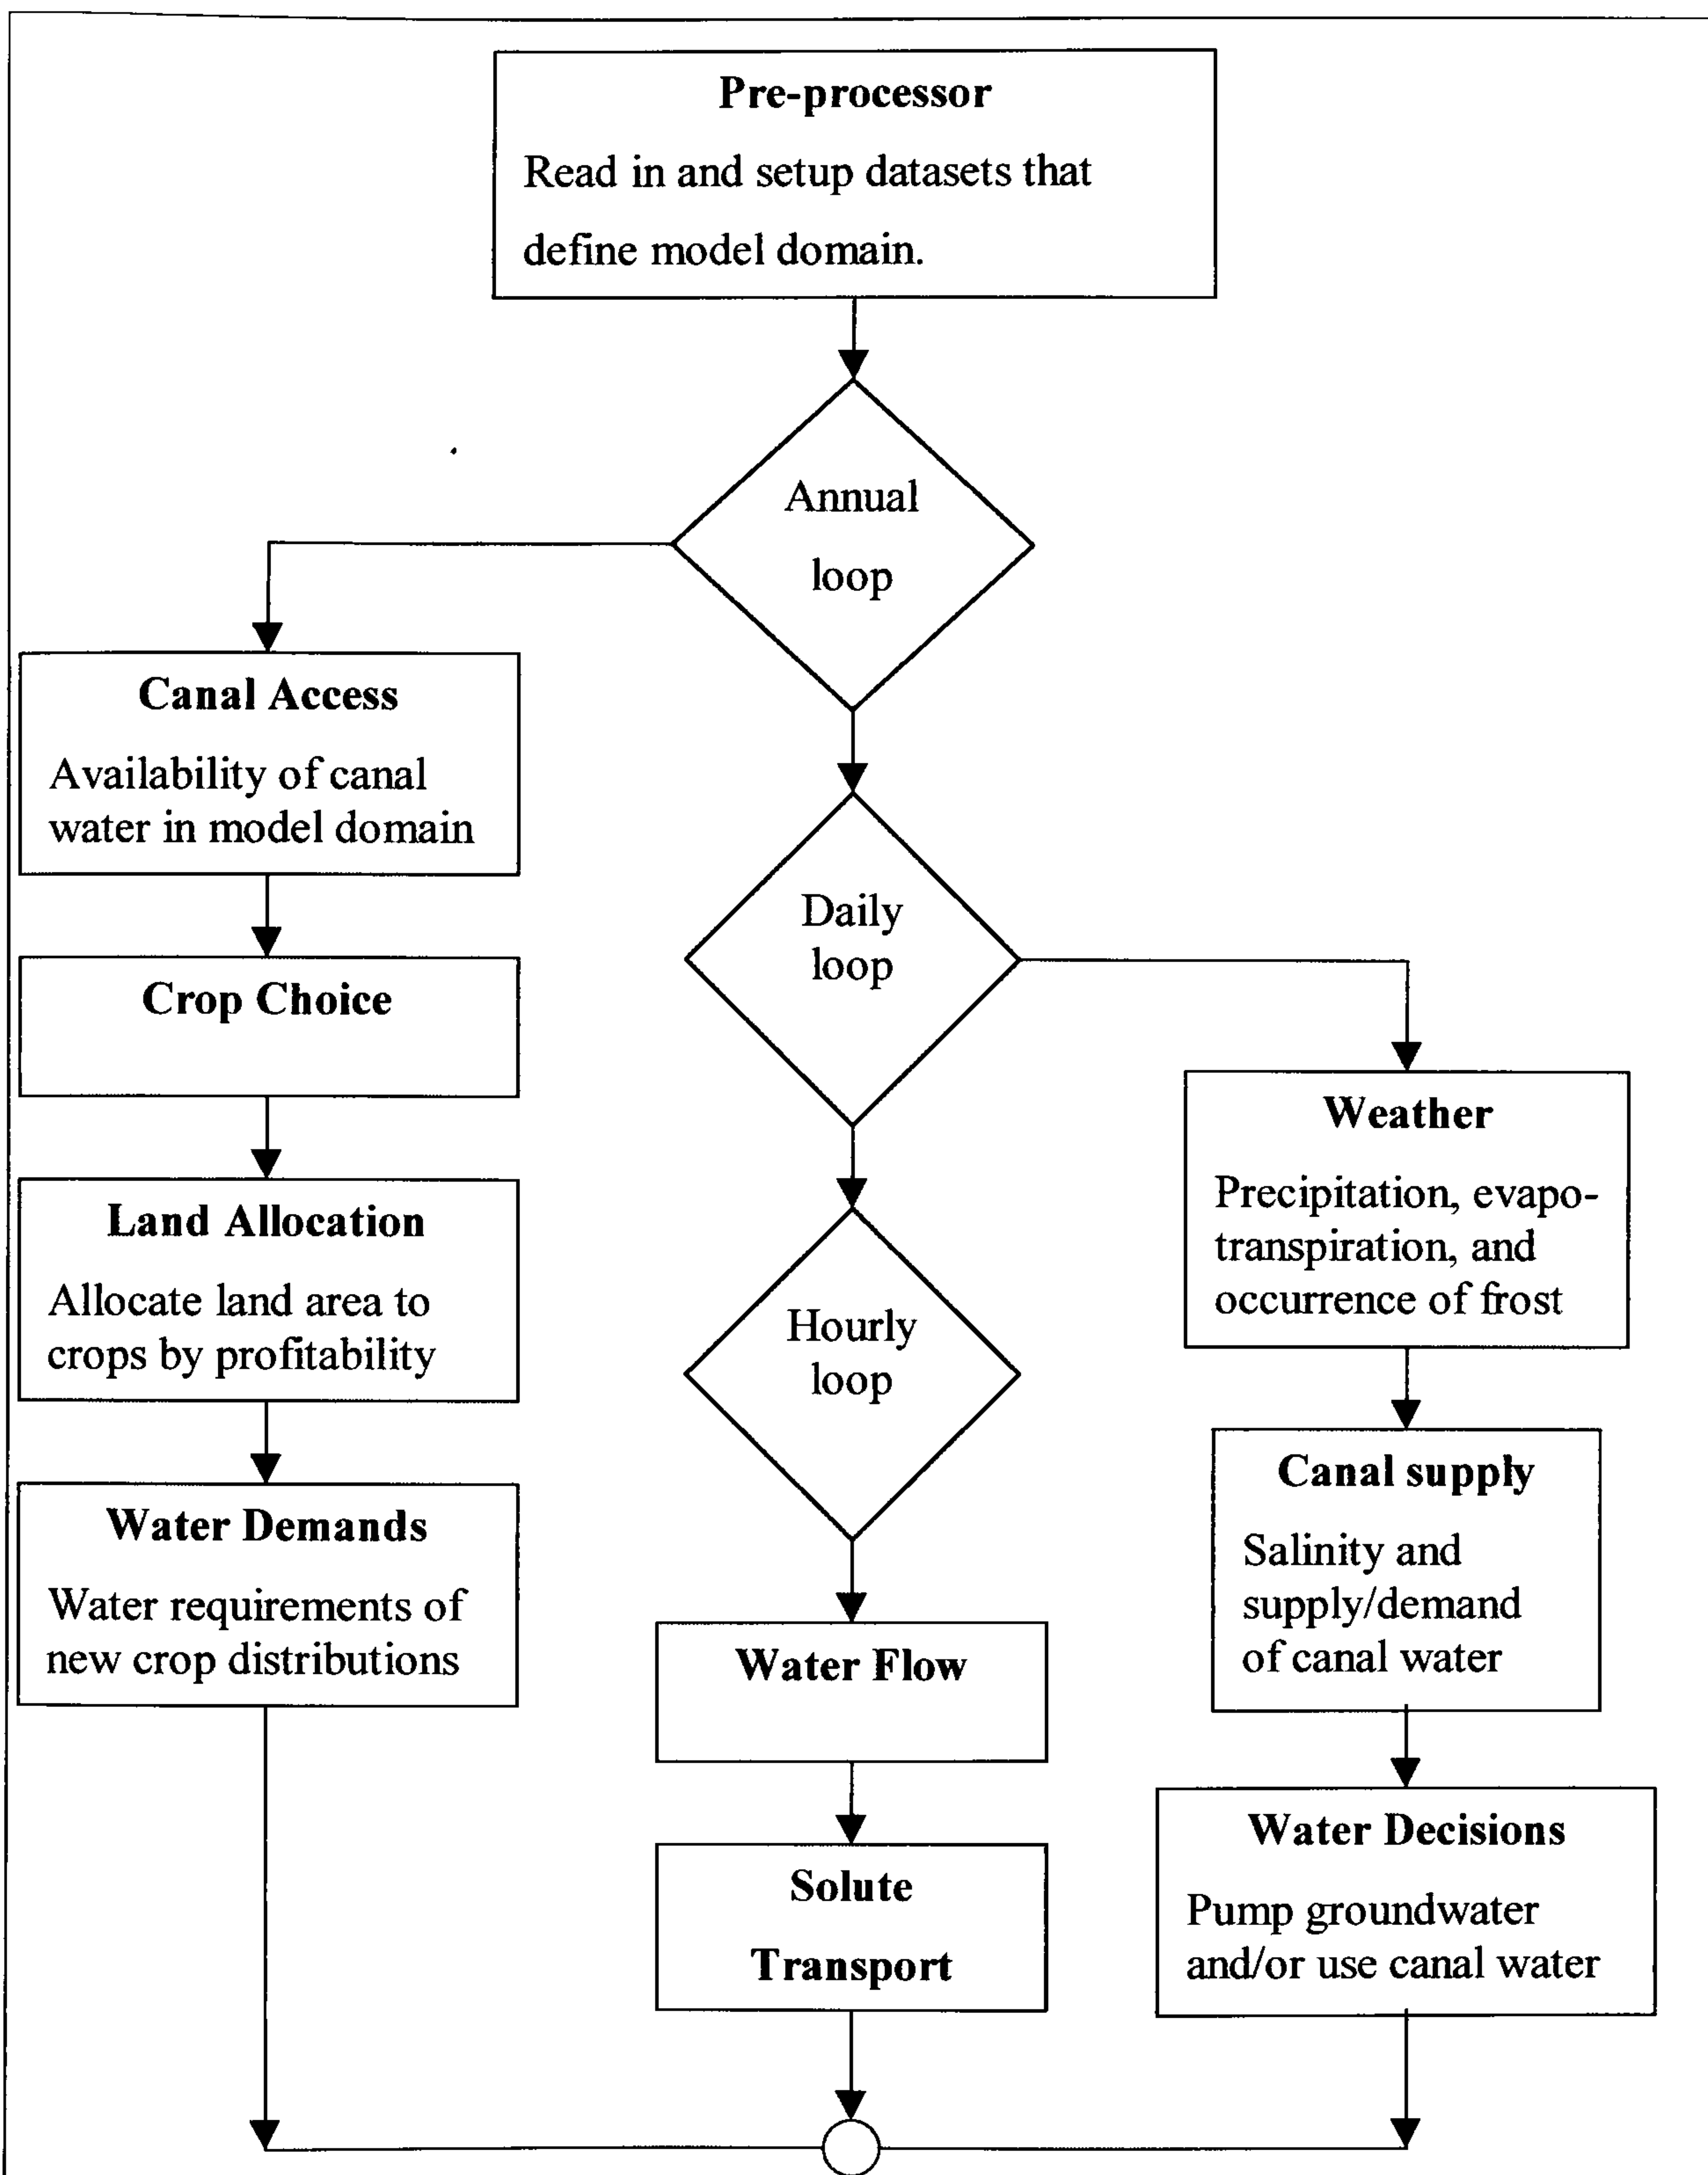 Pre-processor
Read in and setup datasets that
define model domain.
Annual
loop
Canal Access
Availability of canal
water in model domain
Crop Choice
Land Allocation
Allocate land area to
crops by profitability
Water Demands
Water requirements of
new crop distributions
Daily
loop
Hourly
loop
Water Flow
Solute
Transport
Weather
Precipitation, evapo-
transpiration, and
occurrence of frost
Canal supply
Salinity and
supply/demand
of canal water
Water Decisions
Pump groundwater
and/or use canal water